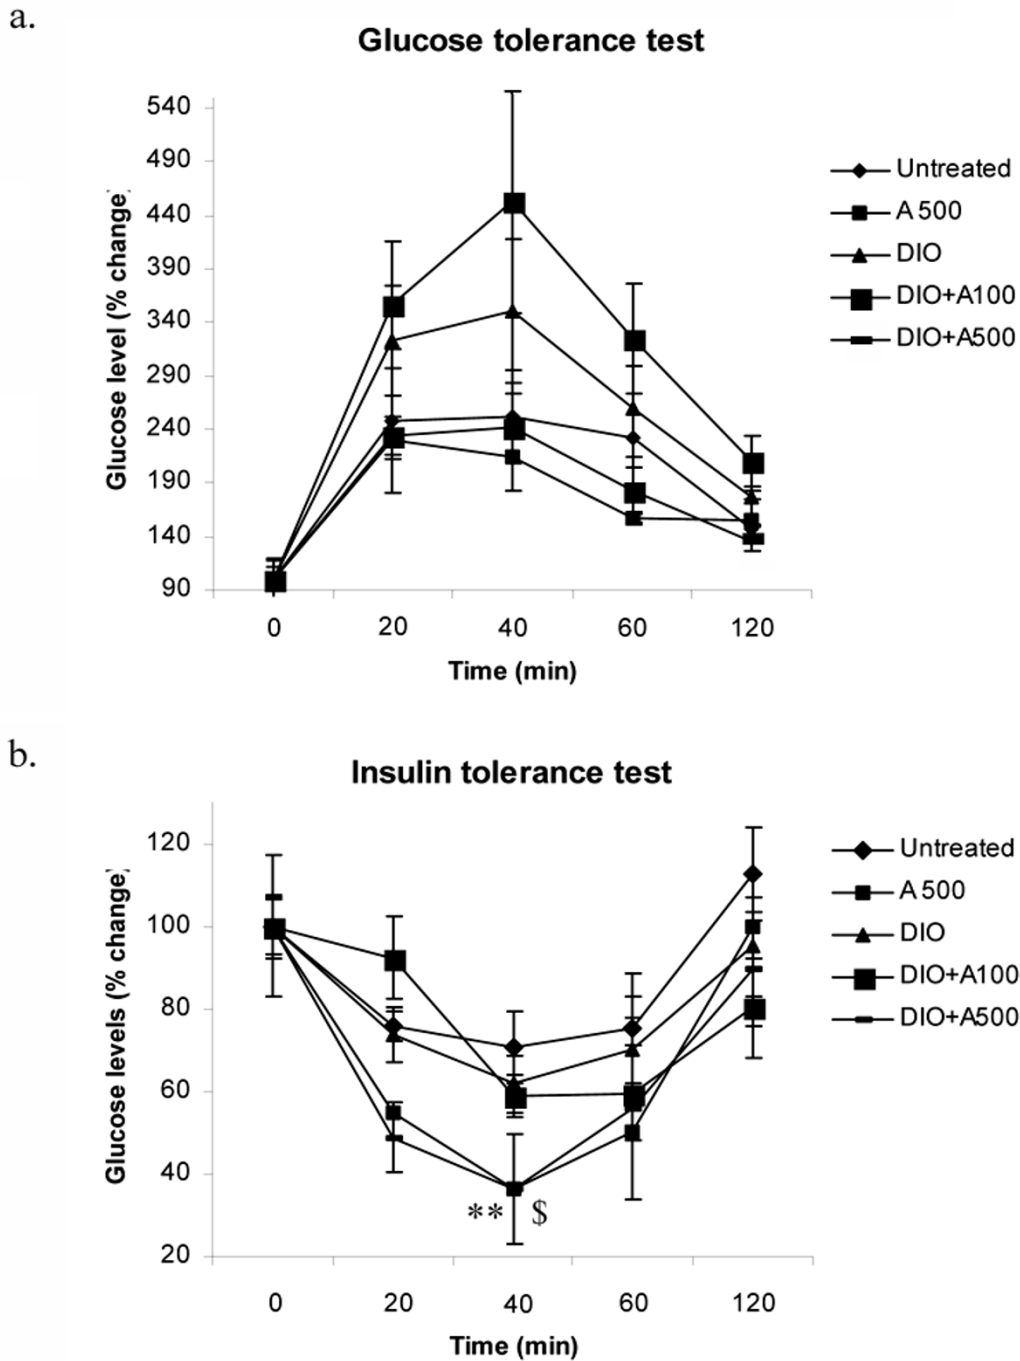 a.
Glucose tolerance test
Glucose level (% change)
540
490
440
390
340
290
240
190
140
90
0 20 40 60 120
Time (min)
Untreated
A 500
DIO
DIO+A100
DIO+A500
b.
Insulin tolerance test
Glucose levels (% change)
120
100
80
60
40
20
** $
0 20 40 60 120
Time (min)
Untreated
A 500
DIO
DIO+A100
DIO+A500